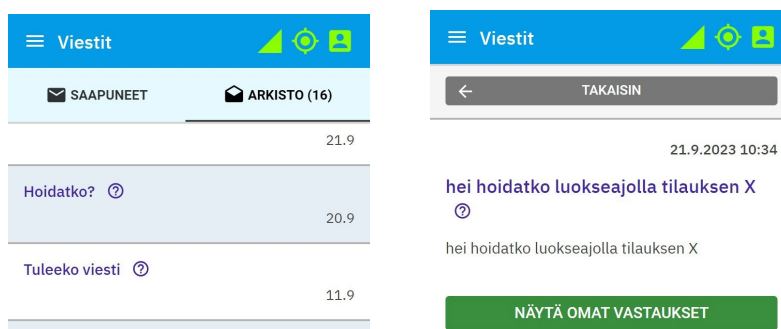 Viestit
SAAPUNEET
ARKISTO (16)
21.9
Hoidatko?
20.9
Tuleeko viesti
11.9
Viestit
TAKAISIN
21.9.2023 10:34
hei hoidatko luokseajolla tilauksen X
hei hoidatko luokseajolla tilauksen X
NÄYTÄ OMAT VASTAUKSET